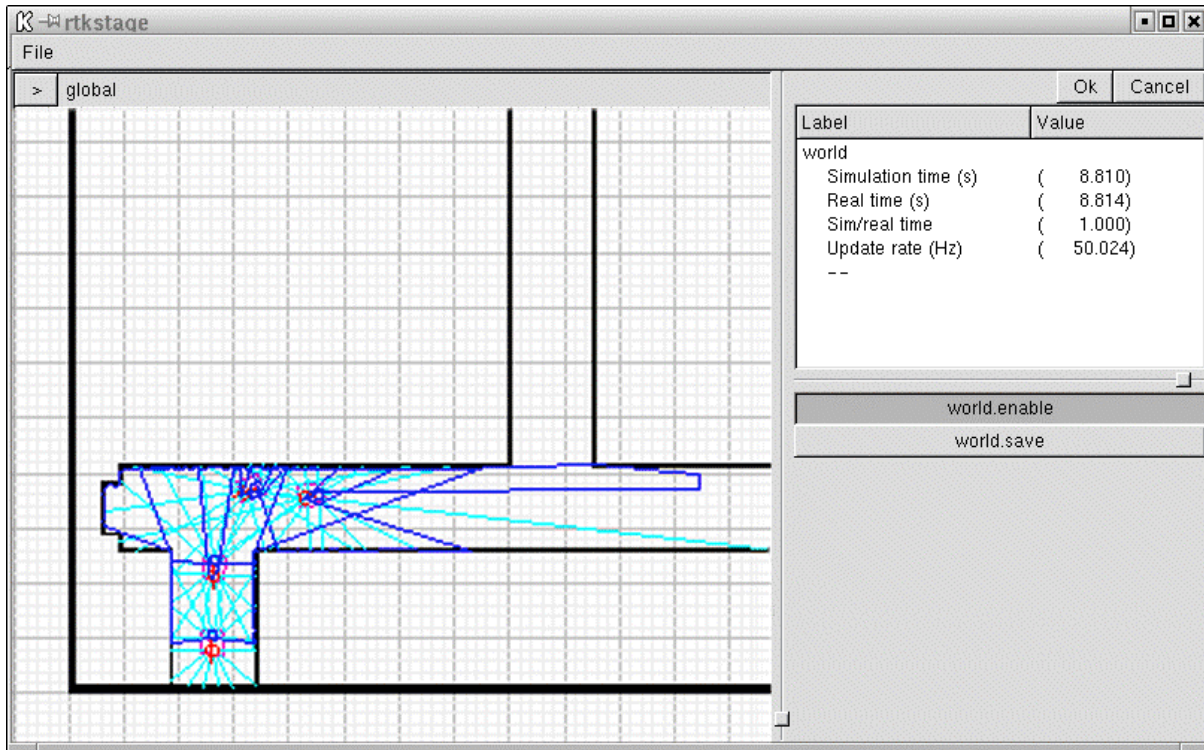 rtkstage
File
> global
Ok Cancel
Label Value
world
Simulation time (s) ( 8.810)
Real time (s) ( 8.814)
Sim/real time ( 1.000)
Update rate (Hz) ( 50.024)
--
world.enable
world.save